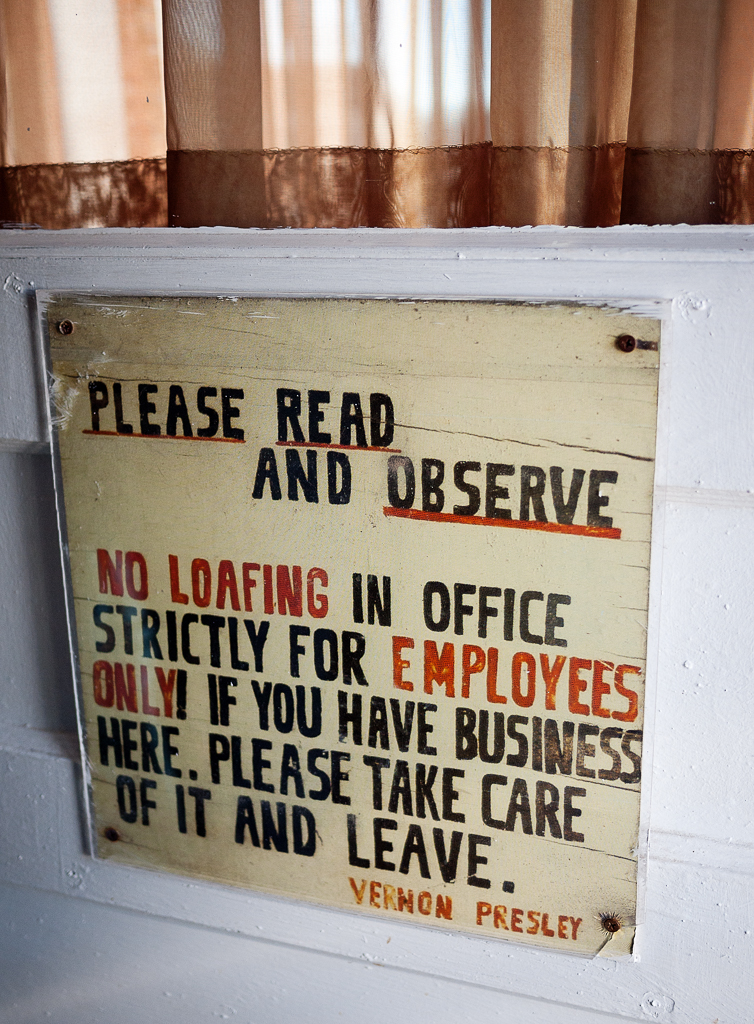 PLEASE READ
AND OBSERVE
NO LOAFING IN OFFICE
STRICTLY FOR EMPLOYEES
ONLY! IF YOU HAVE BUSINESS
HERE. PLEASE TAKE CARE
OF IT AND LEAVE.
VERNON PRESLEY